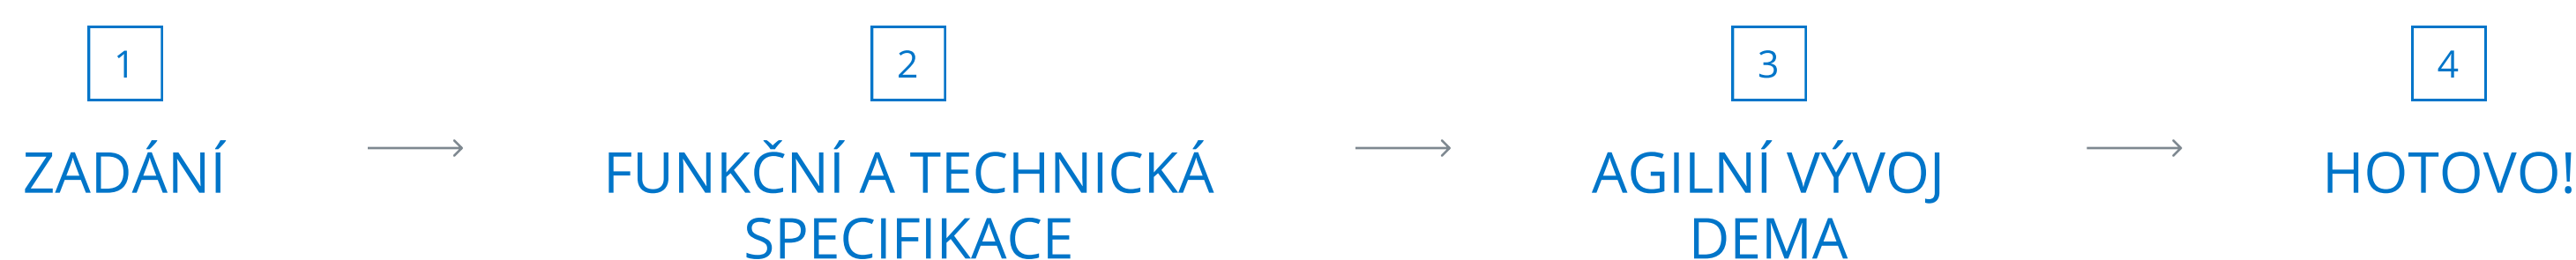 1
ZADÁNÍ
2
FUNKČNÍ A TECHNICKÁ
SPECIFIKACE
3
AGILNÍ VÝVOJ
DEMA
4
HOTOVO!